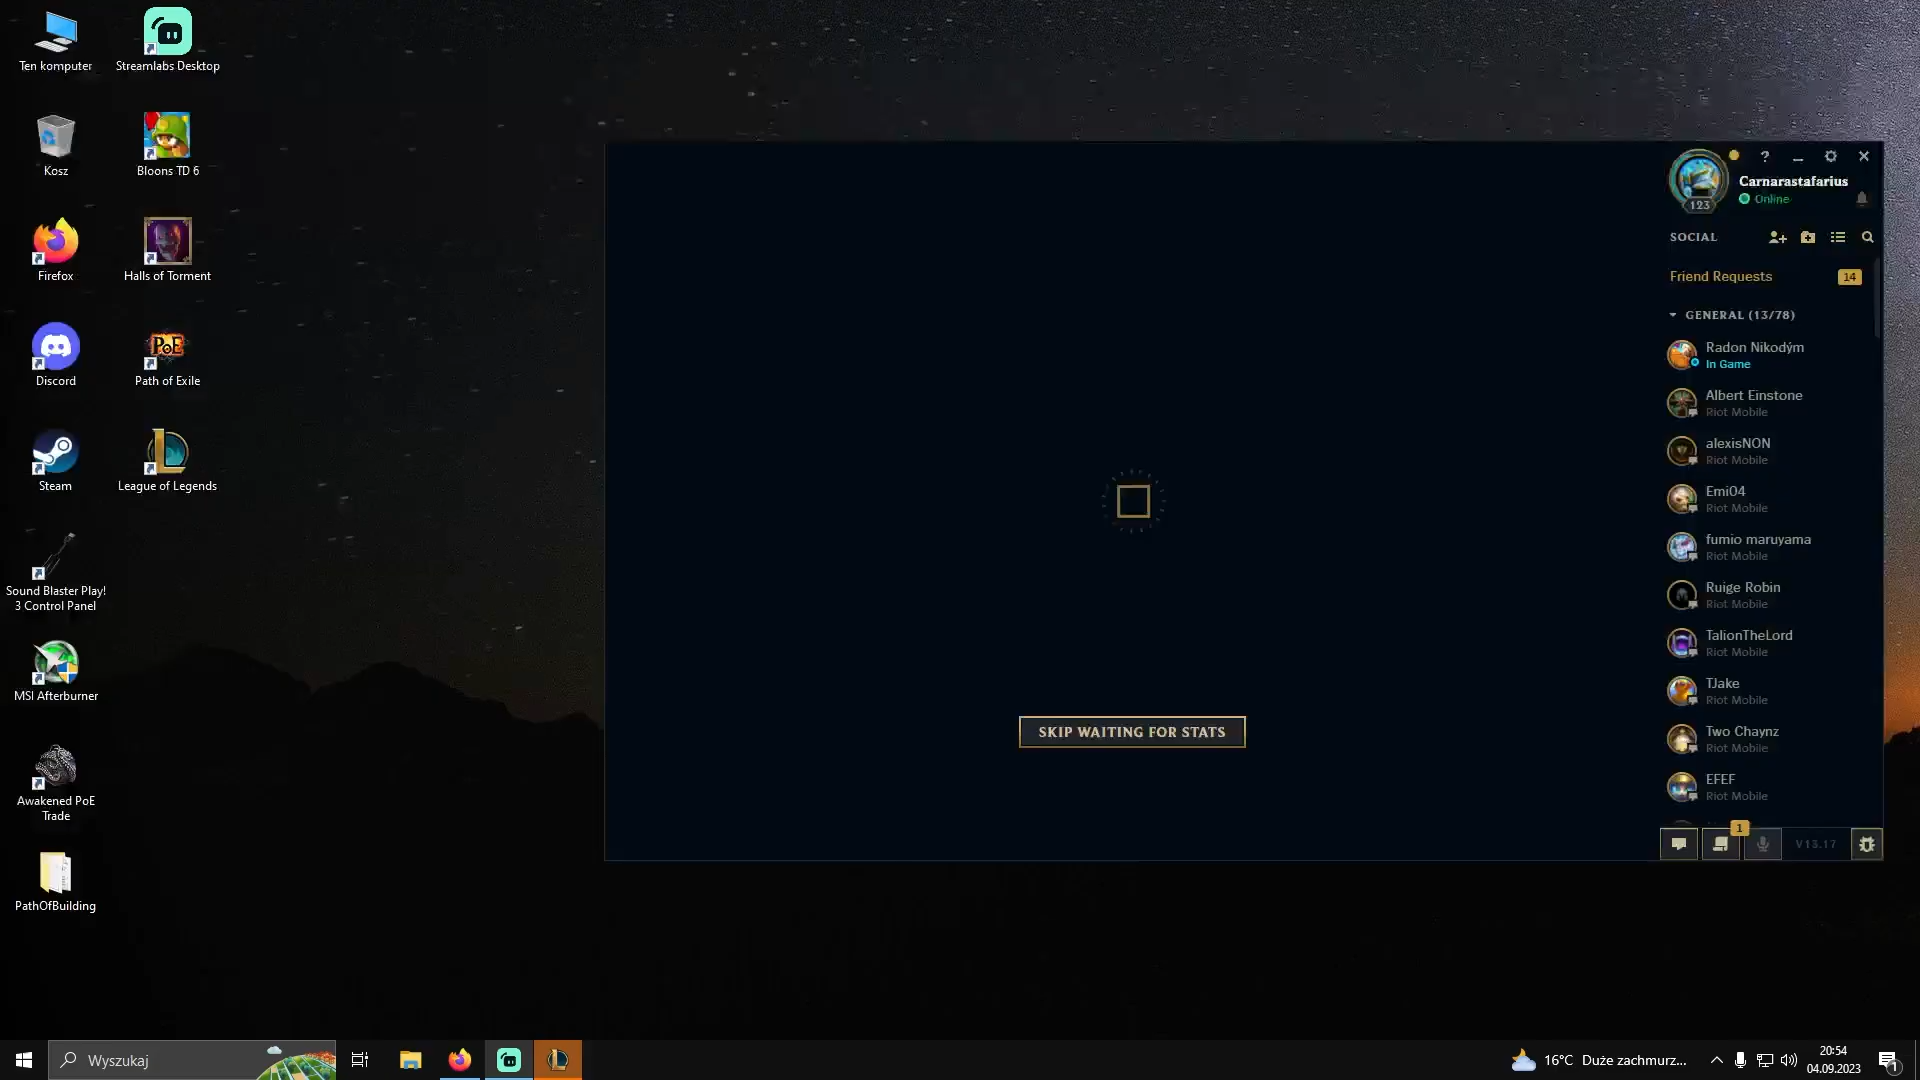 Ten komputer
Streamlabs Desktop
Kosz
Bloons TD 6
Firefox
Halls of Torment
Discord
PoE
Path of Exile
Steam
League of Legends
Sound Blaster Play!
3 Control Panel
MSI Afterburner
Awakened PoE
Trade
PathOfBuilding
SKIP WAITING FOR STATS
?
123
Carnarastafarius
Online
SOCIAL
Friend Requests
14
GENERAL (13/78)
Radon Nikodým
In Game
Albert Einstone
Riot Mobile
alexisNON
Riot Mobile
Emi04
Riot Mobile
fumio maruyama
Riot Mobile
Ruige Robin
Riot Mobile
TalionTheLord
Riot Mobile
TJake
Riot Mobile
Two Chaynz
Riot Mobile
EFEF
Riot Mobile
1
V13.17
Wyszukaj
16°C Duże zachmurz...
20:54
04.09.2023
1